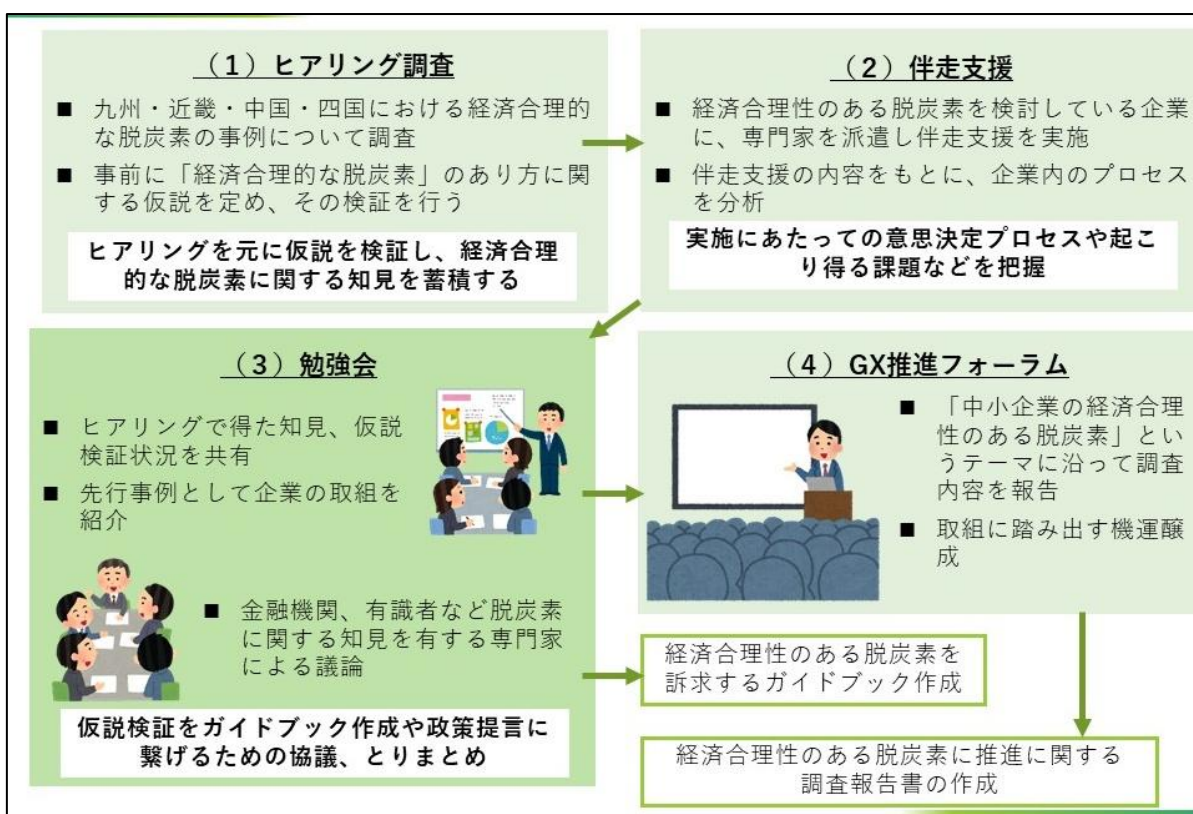 （１）ヒアリング調査
■ 九州・近畿・中国・四国における経済合理的
な脱炭素の事例について調査
■ 事前に「経済合理的な脱炭素」のあり方に関
する仮説を定め、その検証を行う
ヒアリングを元に仮説を検証し、経済合理
的な脱炭素に関する知見を蓄積する
（２）伴走支援
■ 経済合理性のある脱炭素を検討している企業
に、専門家を派遣し伴走支援を実施
■ 伴走支援の内容をもとに、企業内のプロセス
を分析
実施にあたっての意思決定プロセスや起こ
り得る課題などを把握
（３）勉強会
■ ヒアリングで得た知見、仮説
検証状況を共有
■ 先行事例として企業の取組を
紹介
■ 金融機関、有識者など脱炭素
に関する知見を有する専門家
による議論
仮説検証をガイドブック作成や政策提言に
繋げるための協議、とりまとめ
（４）GX推進フォーラム
■ 「中小企業の経済合理
性のある脱炭素」とい
うテーマに沿って調査
内容を報告
■ 取組に踏み出す機運醸
成
経済合理性のある脱炭素を
訴求するガイドブック作成
経済合理性のある脱炭素に推進に関する
調査報告書の作成